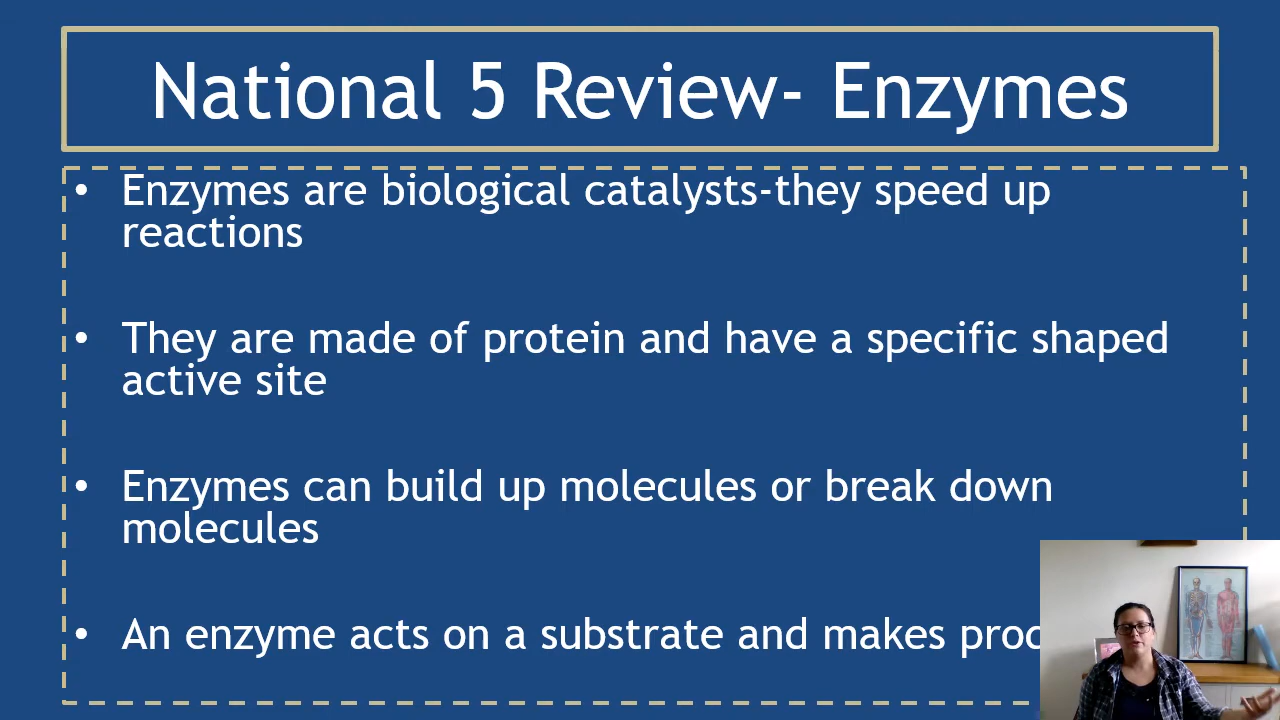 National 5 Review- Enzymes
• Enzymes are biological catalysts-they speed up
reactions
• They are made of protein and have a specific shaped
active site
• Enzymes can build up molecules or break down
molecules
• An enzyme acts on a substrate and makes